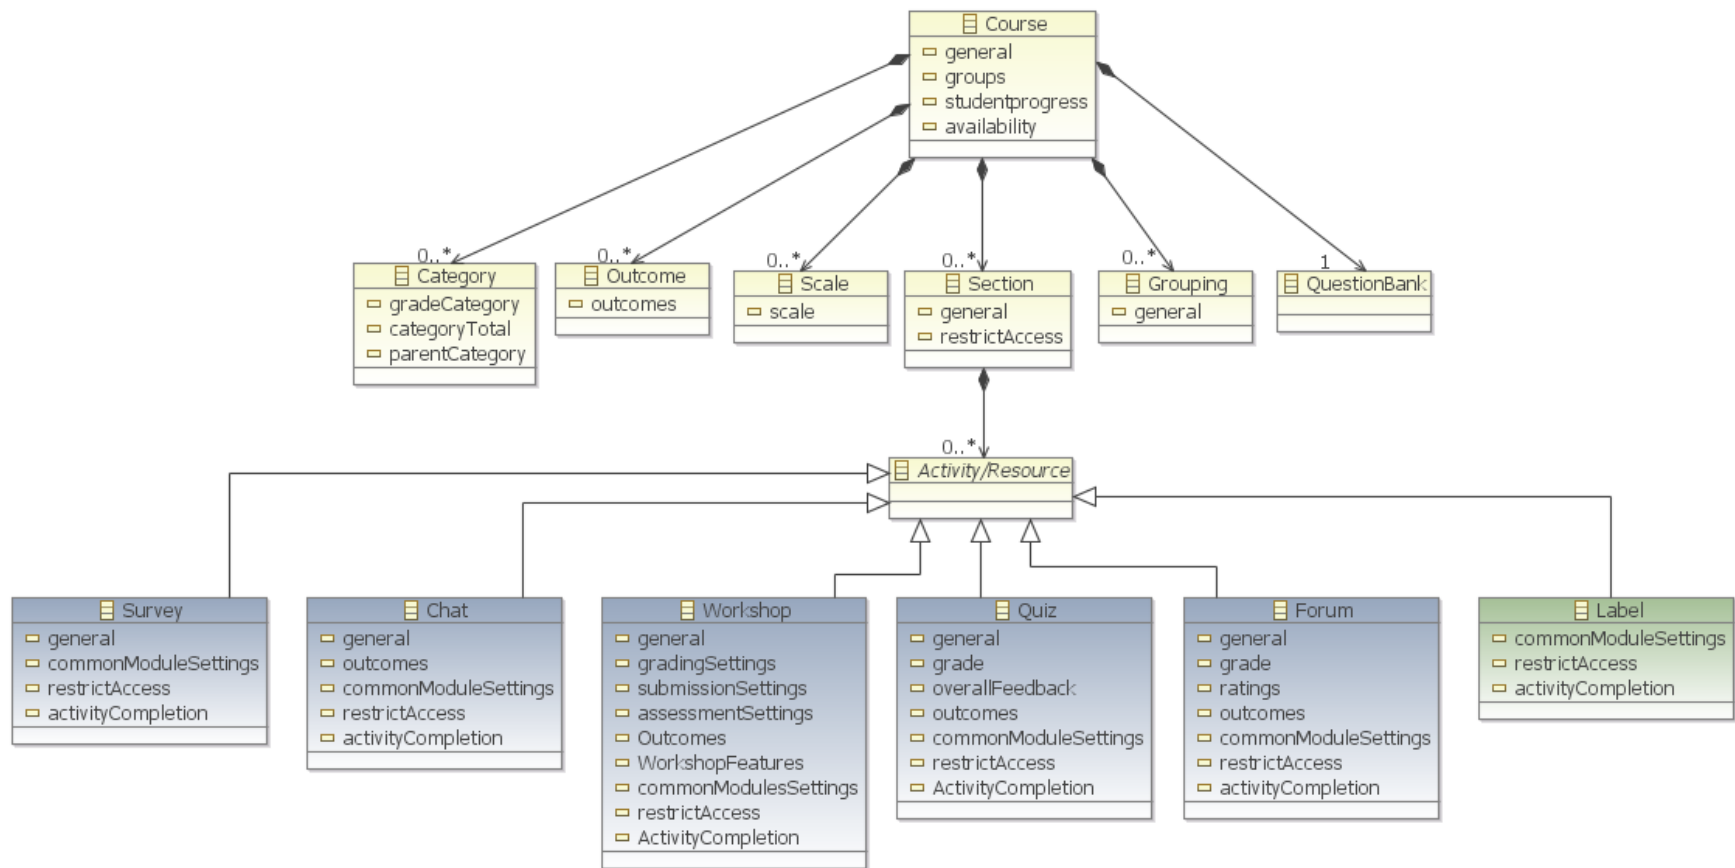 Course
general
groups
studentprogress
availability
0..*
0..*
0..*
0..*
0..*
1
Category
gradeCategory
categoryTotal
parentCategory
Outcome
outcomes
Scale
scale
Section
general
restrictAccess
Grouping
general
QuestionBank
0..*
Activity/Resource
Survey
general
commonModuleSettings
restrictAccess
activityCompletion
Chat
general
outcomes
commonModuleSettings
restrictAccess
activityCompletion
Workshop
general
gradingSettings
submissionSettings
assessmentSettings
Outcomes
WorkshopFeatures
commonModulesSettings
restrictAccess
ActivityCompletion
Quiz
general
grade
overallFeedback
outcomes
commonModuleSettings
restrictAccess
ActivityCompletion
Forum
general
grade
ratings
outcomes
commonModuleSettings
restrictAccess
activityCompletion
Label
commonModuleSettings
restrictAccess
activityCompletion